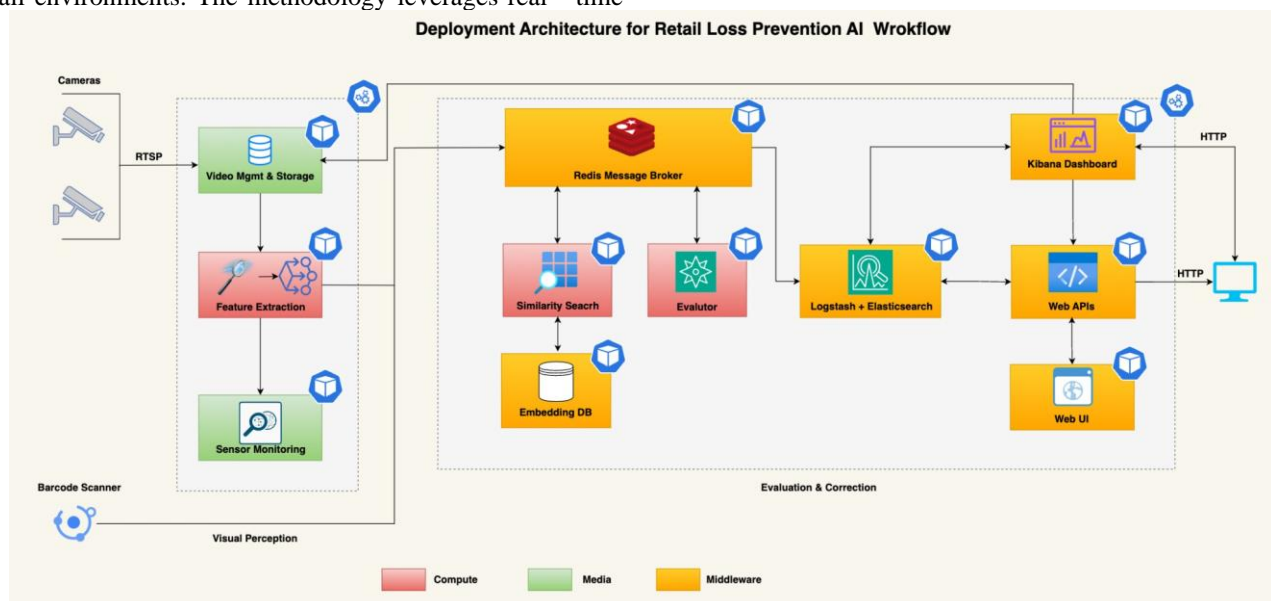 air environments. The methodology leverages real time
Deployment Architecture for Retail Loss Prevention AI Wrokflow
Cameras
RTSP
Video Mgmt & Storage
Feature Extraction
Sensor Monitoring
Barcode Scanner
Visual Perception
Redis Message Broker
Similarity Seacrh
Evalutor
Embedding DB
Logstash + Elasticsearch
Kibana Dashboard
Web APIs
Web UI
HTTP
HTTP
Evaluation & Correction
Compute
Media
Middleware